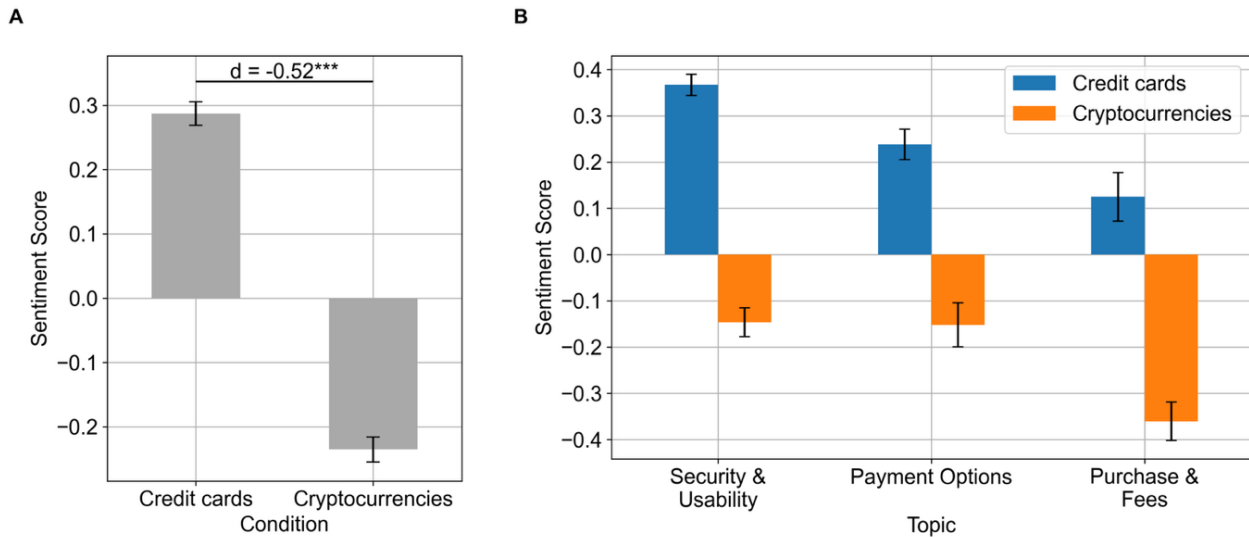 A
d = -0.52***
0.3
0.2
0.1
0.0
−0.1
−0.2
Sentiment Score
Credit cards
Cryptocurrencies
Condition
B
Credit cards
Cryptocurrencies
0.4
0.3
0.2
0.1
0.0
−0.1
−0.2
−0.3
−0.4
Sentiment Score
Security &
Usability
Payment Options
Purchase &
Fees
Topic